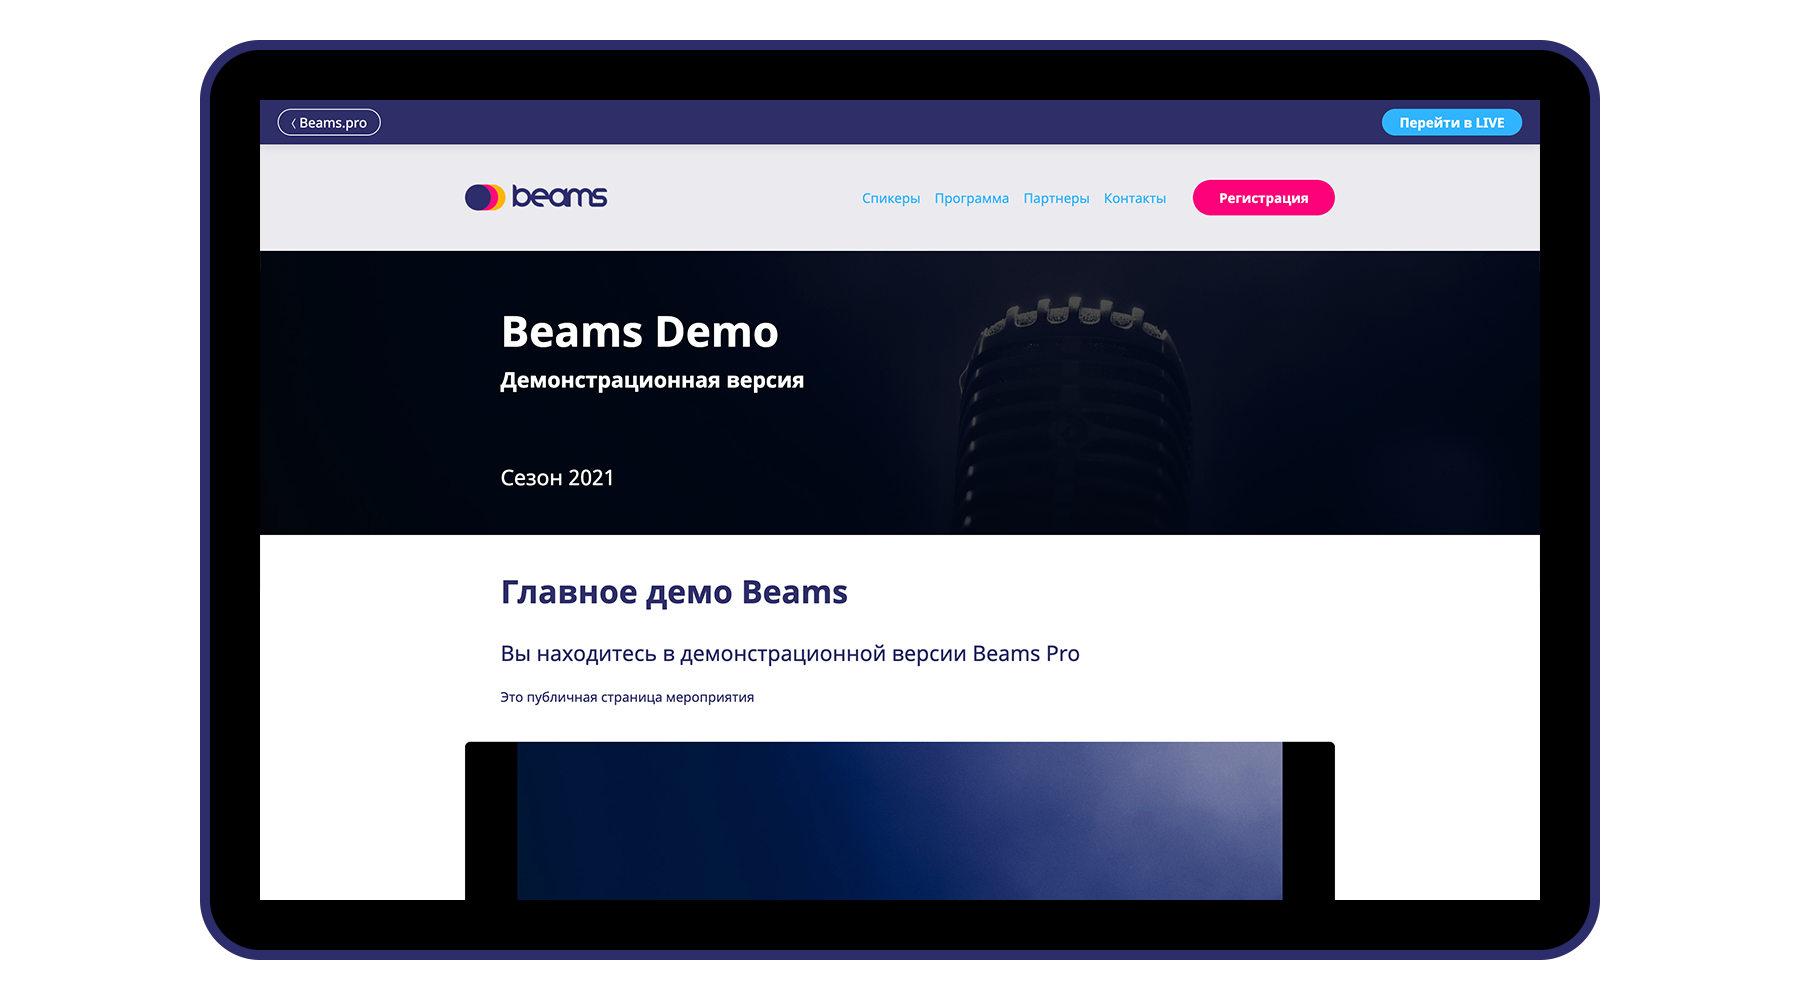 ‹ Beams.pro
Перейти в LIVE
beams
Спикеры Программа Партнеры Контакты Регистрация
Beams Demo
Демонстрационная версия
Сезон 2021
Главное демо Beams
Вы находитесь в демонстрационной версии Beams Pro
Это публичная страница мероприятия